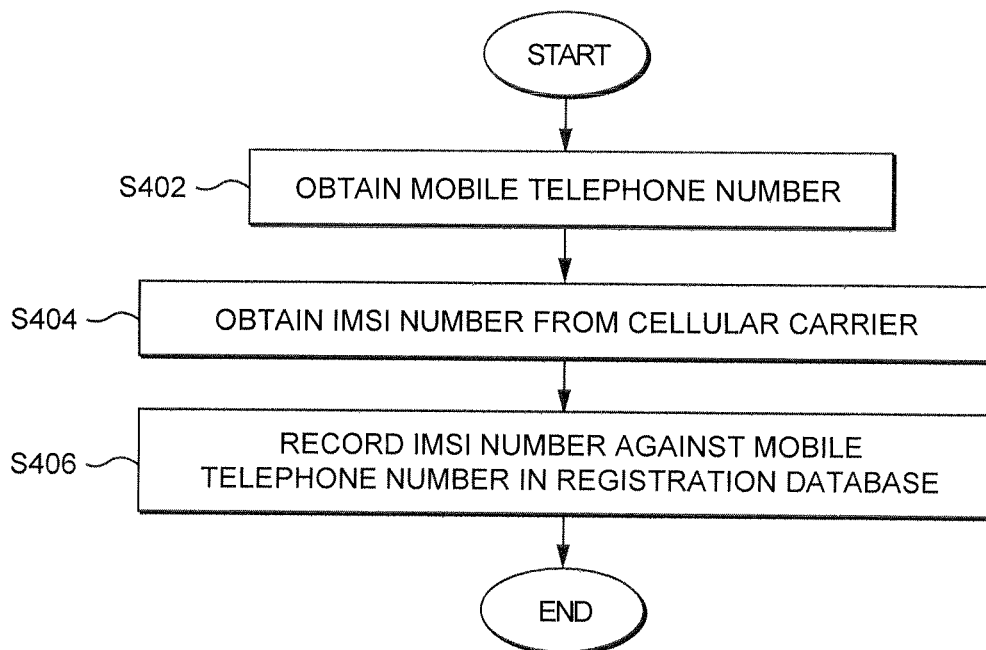 START
S402
OBTAIN MOBILE TELEPHONE NUMBER
S404
OBTAIN IMSI NUMBER FROM CELLULAR CARRIER
S406
RECORD IMSI NUMBER AGAINST MOBILE
TELEPHONE NUMBER IN REGISTRATION DATABASE
END